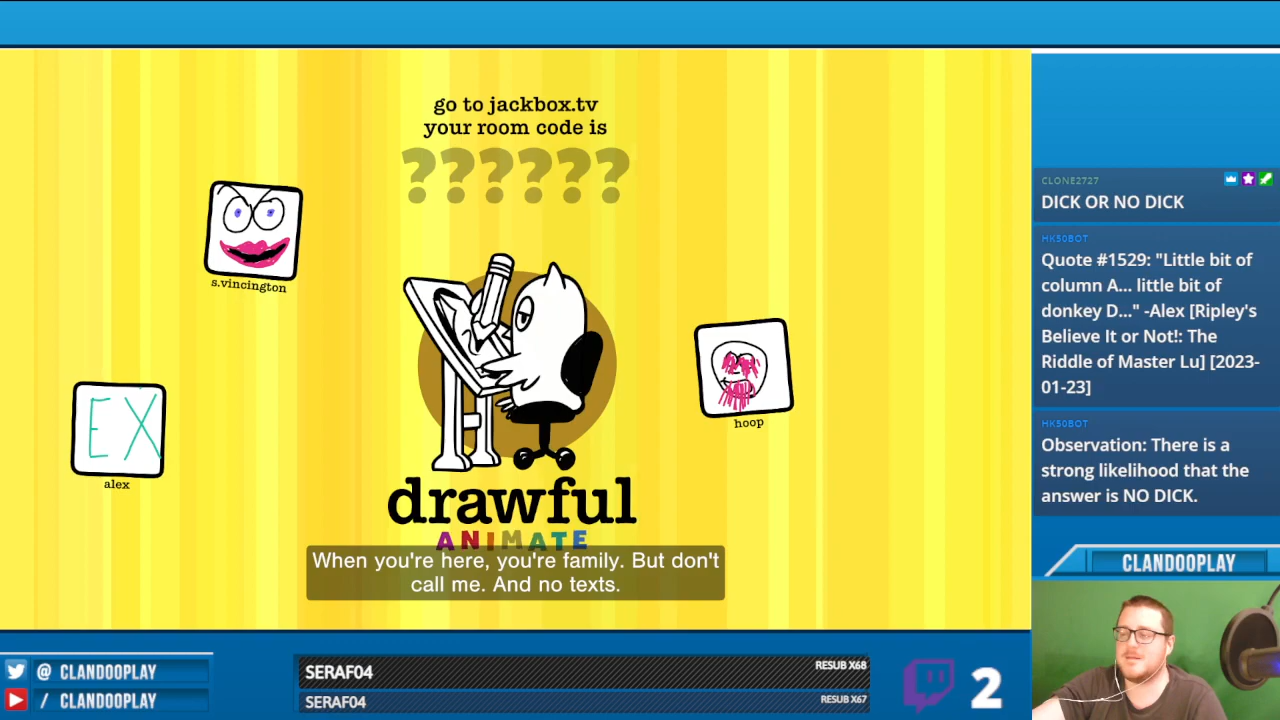 go to jackbox.tv
your room code is
??????
s.vincington
EX
alex
hoop
drawful
ANIMATE
When you're here, you're family. But don't
call me. And no texts.
CLONE2727
DICK OR NO DICK
HK50BOT
Quote #1529: "Little bit of
column A... little bit of
donkey D..." -Alex [Ripley's
Believe It or Not!: The
Riddle of Master Lu] [2023-
01-23]
HK50BOT
Observation: There is a
strong likelihood that the
answer is NO DICK.
CLANDOOPLAY
@ CLANDOOPLAY
/ CLANDOOPLAY
SERAF04 RESUB X68
SERAF04 RESUB X67
2